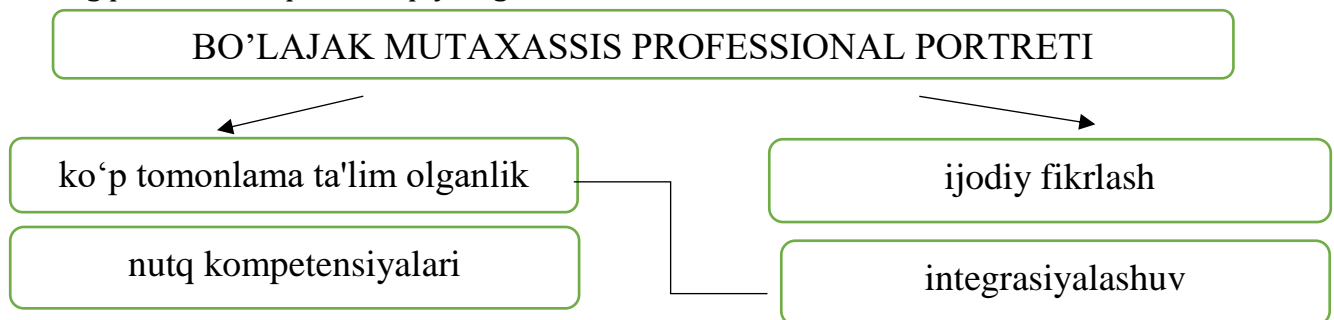 BO’LAJAK MUTAXASSIS PROFESSIONAL PORTRETI
ko‘p tomonlama ta'lim olganlik
ijodiy fikrlash
nutq kompetensiyalari
integrasiyalashuv